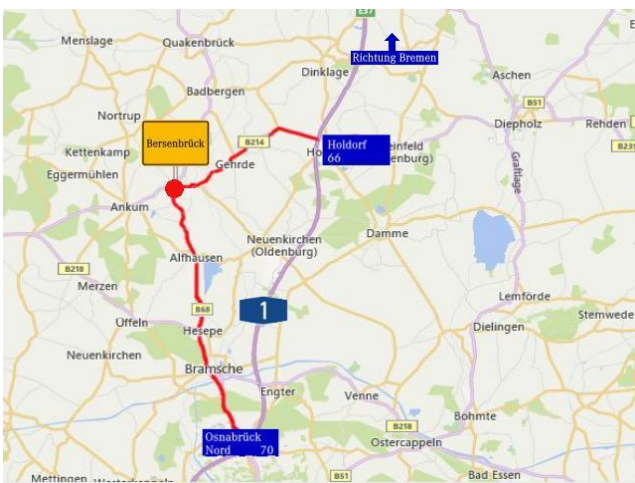 E37
Menslage
Quakenbrück
Richtung Bremen
Dinklage
Aschen
Badbergen
B51
Northrup
Diepholz
Rehden
Bersenbrück
B214
Holdorf
66
Kettenkamp
Gehrde
Eggermühlen
Ankum
Damme
Graftlage
Neuenkirchen
(Oldenburg)
Alfhausen
B218
Merzen
1
Lemförde
B68
Stemwede
Üffeln
Hesepe
Dielingen
Neuenkirchen
Bramsche
Engter
Venne
Bohmte
B218
Osnabrück
Nord 70
Ostercappeln
B51
Bad Essen
Mettingen